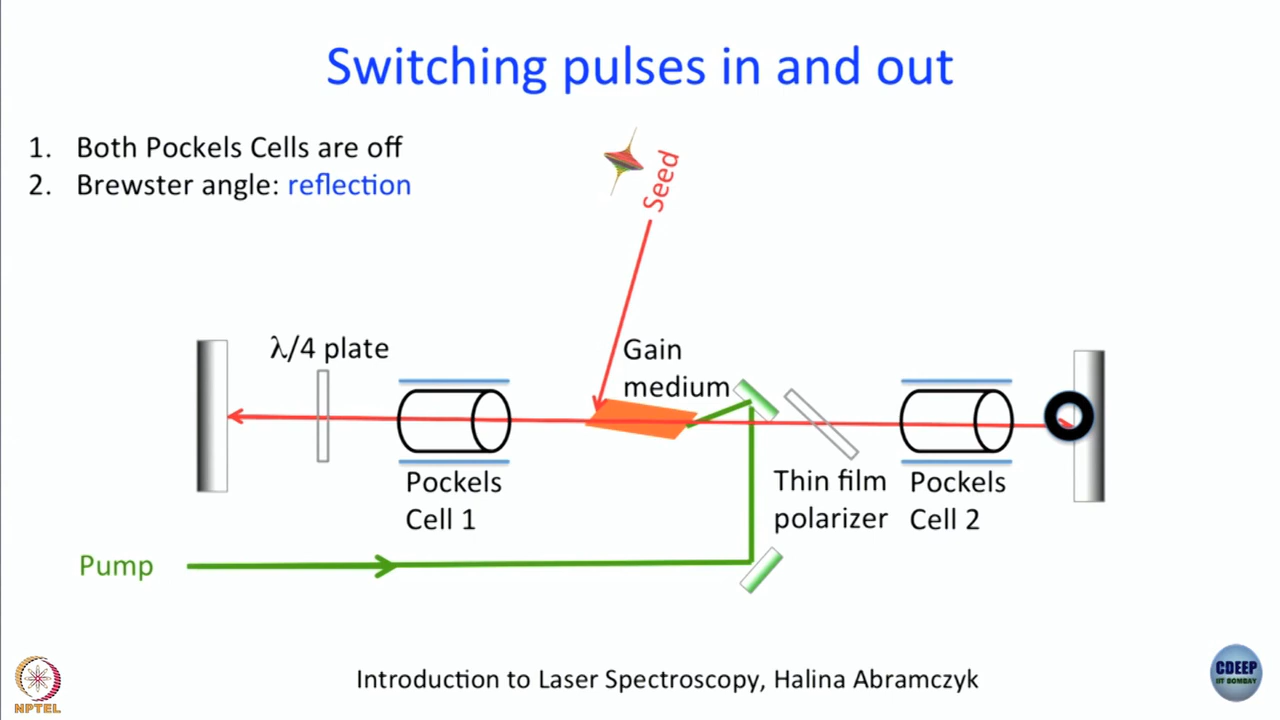 Switching pulses in and out
1. Both Pockels Cells are off
2. Brewster angle: reflection
Seed
λ/4 plate
Gain
medium
Pockels
Cell 1
Thin film
polarizer
Pockels
Cell 2
Pump
Introduction to Laser Spectroscopy, Halina Abramczyk
NPTEL
CDEEP
IIT BOMBAY